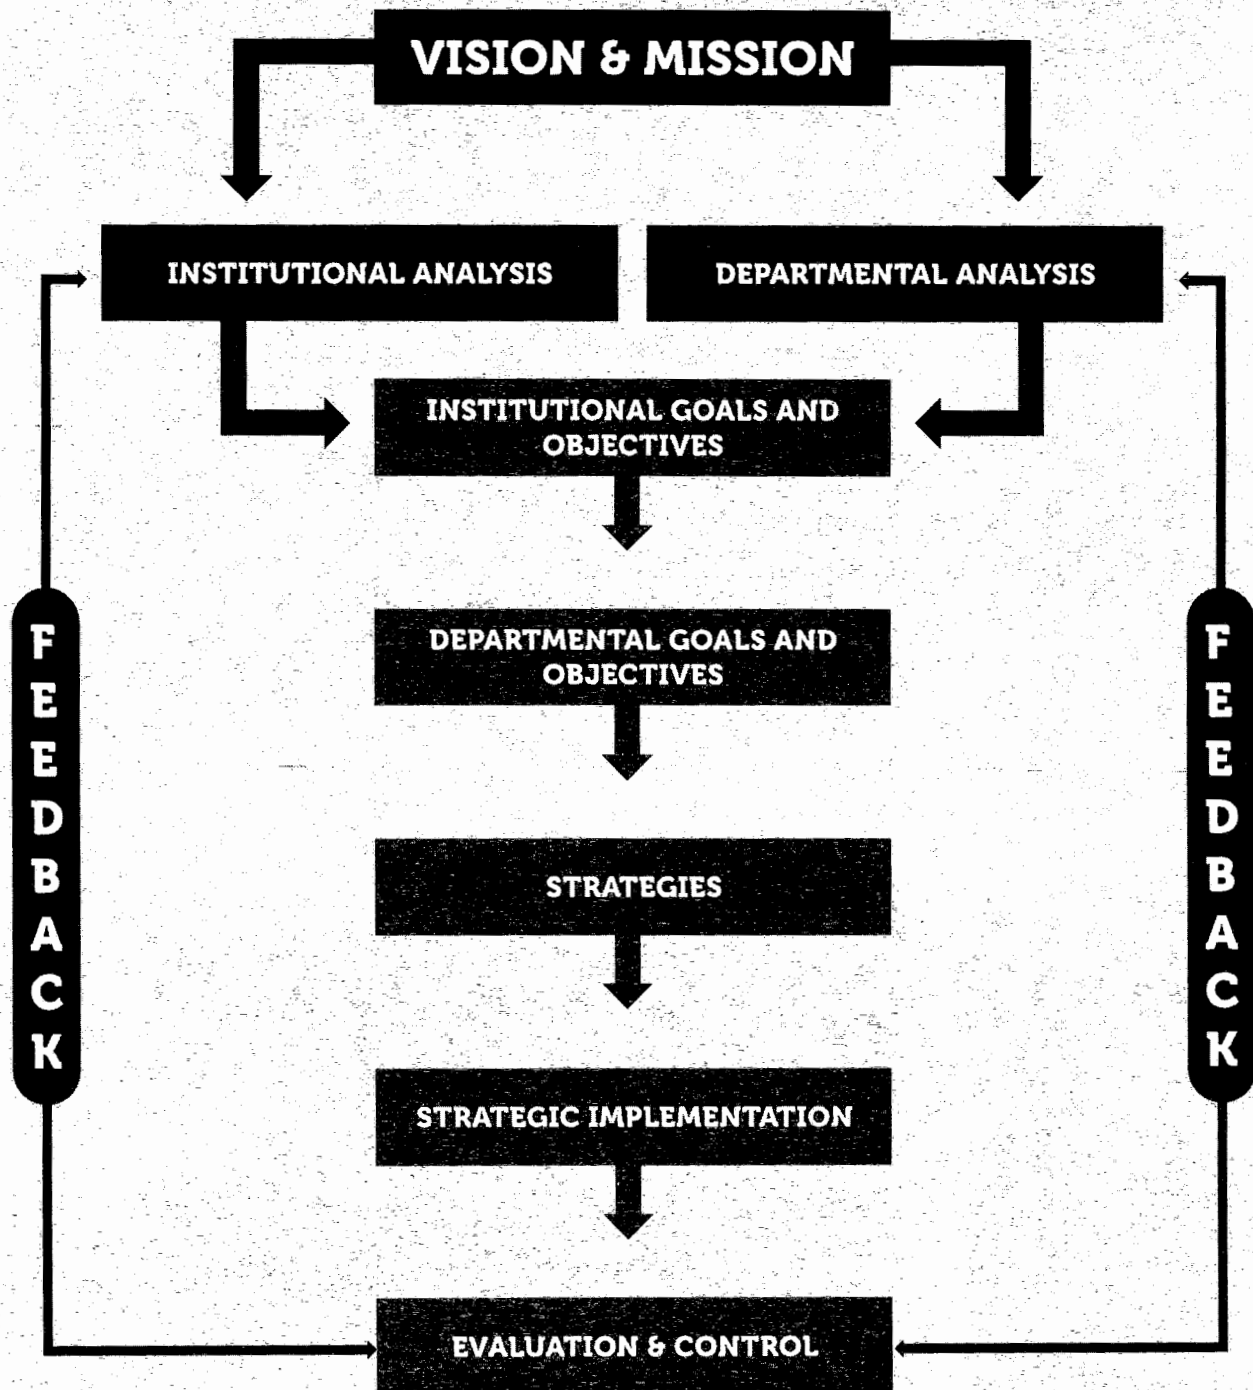 VISION & MISSION
INSTITUTIONAL ANALYSIS
DEPARTMENTAL ANALYSIS
INSTITUTIONAL GOALS AND
OBJECTIVES
DEPARTMENTAL GOALS AND
OBJECTIVES
STRATEGIES
STRATEGIC IMPLEMENTATION
EVALUATION & CONTROL
FEEDBACK
FEEDBACK